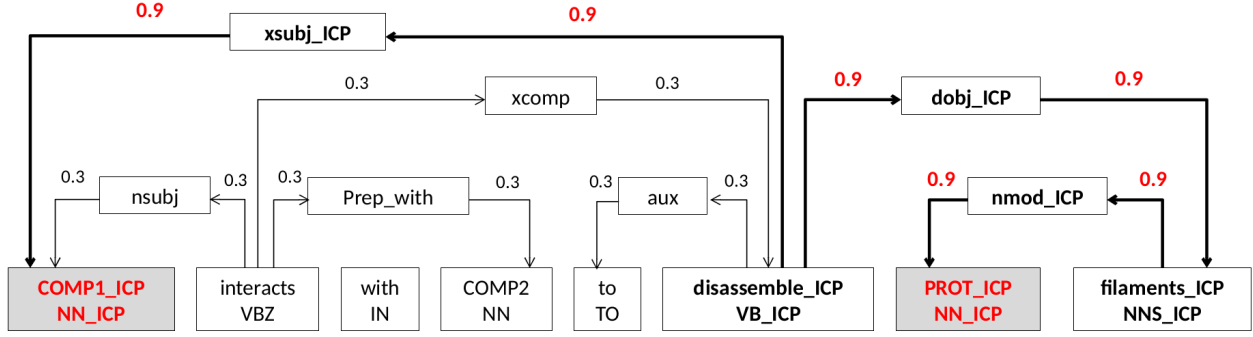 0.9
0.9
xsubj_ICP
0.3
xcomp
0.3
0.9
dobj_ICP
0.9
0.3
nsubj
0.3
0.3
Prep_with
0.3
0.3
aux
0.3
0.9
nmod_ICP
0.9
COMP1_ICP
NN_ICP
interacts
VBZ
with
IN
COMP2
NN
to
TO
disassemble_ICP
VB_ICP
PROT_ICP
NN_ICP
filaments_ICP
NNS_ICP